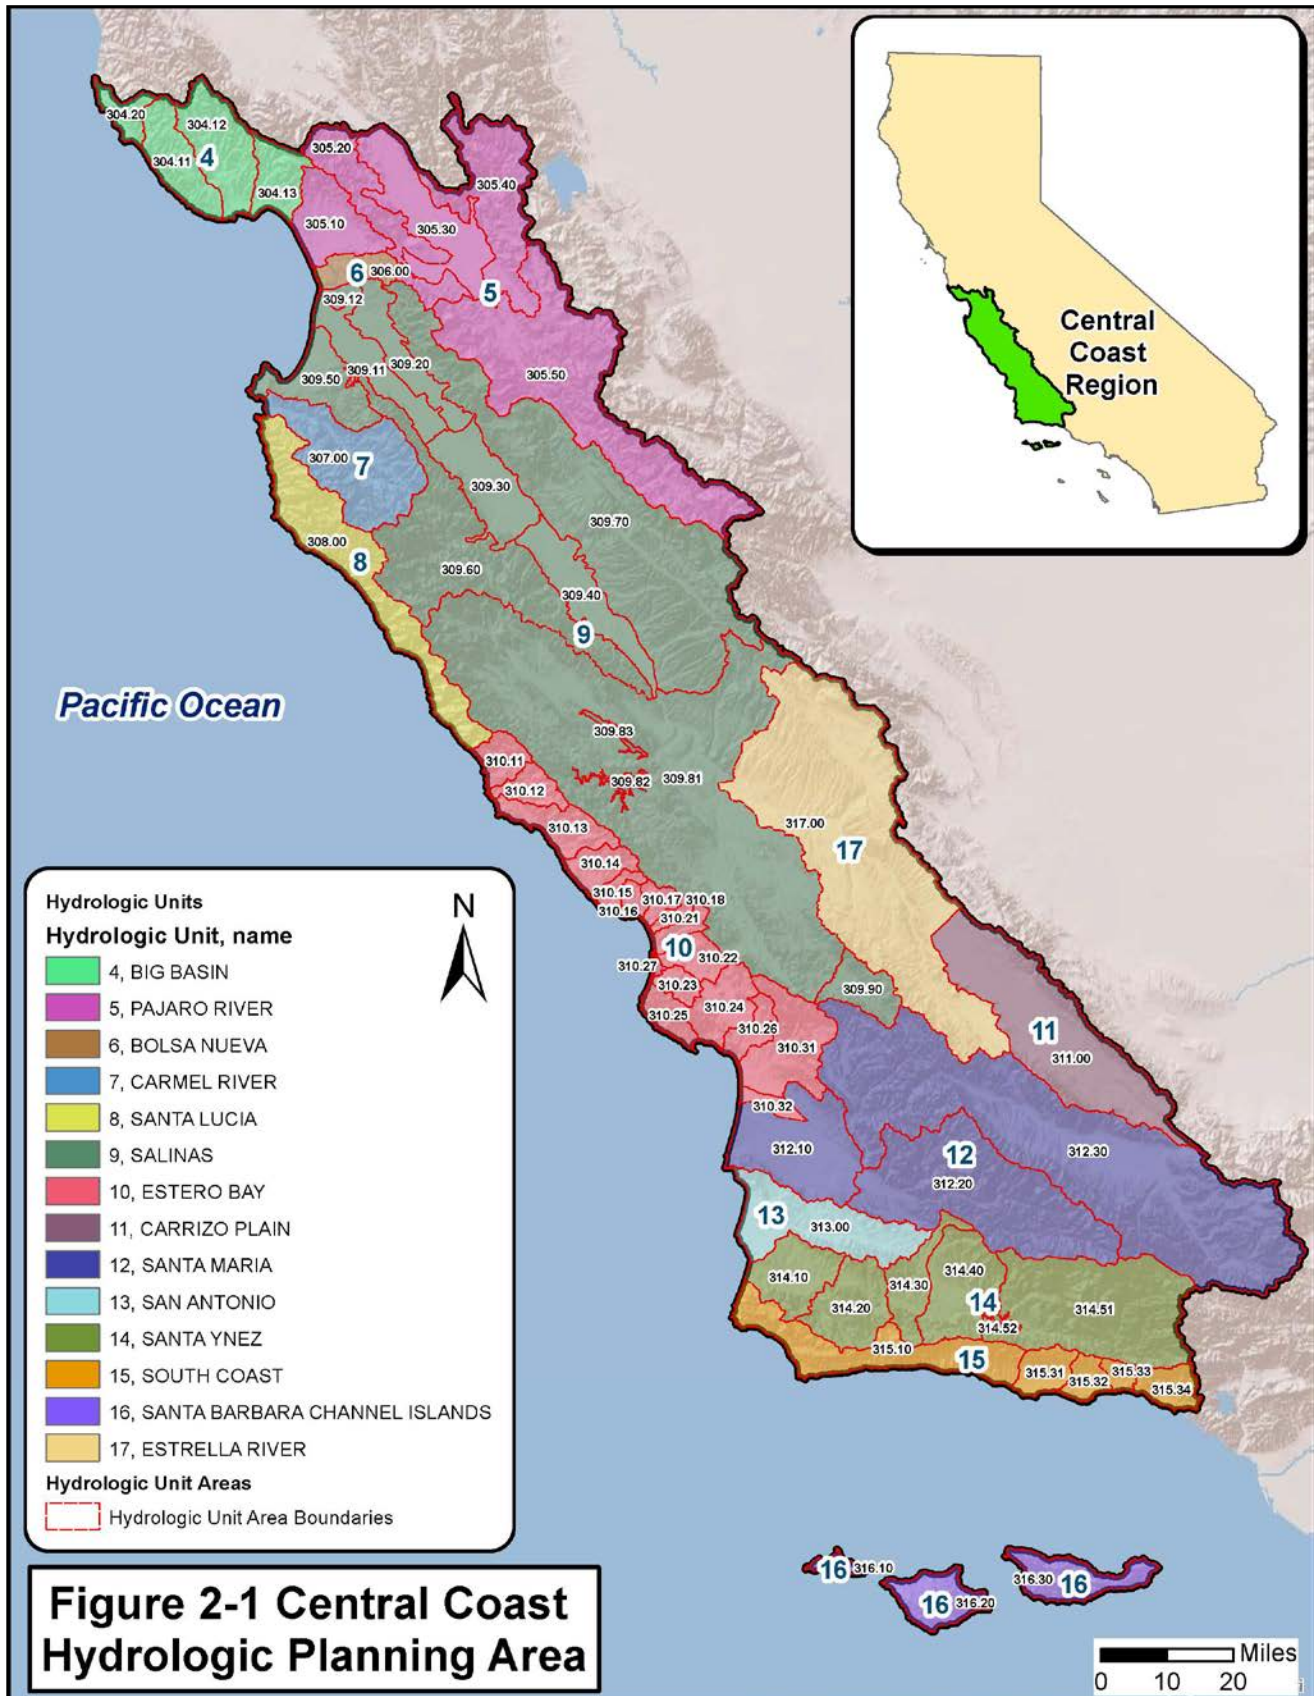 304.20
304.12
304.11
4
304.13
305.20
305.40
305.10
305.30
5
6
306.00
309.12
309.11
309.20
309.50
305.50
307.00
7
309.30
309.70
308.00
8
309.60
309.40
9
Pacific Ocean
309.83
309.82
309.81
310.11
310.12
310.13
310.14
310.15
310.16
310.17
310.18
310.21
10
310.22
310.27
310.23
310.24
310.25
310.26
310.31
310.32
309.90
317.00
17
11
311.00
312.10
12
312.20
312.30
13
313.00
314.10
314.20
314.30
314.40
14
314.52
314.51
315.10
15
315.31
315.32
315.33
315.34
16
316.10
16
316.20
316.30
16
Central
Coast
Region
Hydrologic Units
Hydrologic Unit, name
N
4, BIG BASIN
5, PAJARO RIVER
6, BOLSA NUEVA
7, CARMEL RIVER
8, SANTA LUCIA
9, SALINAS
10, ESTERO BAY
11, CARRIZO PLAIN
12, SANTA MARIA
13, SAN ANTONIO
14, SANTA YNEZ
15, SOUTH COAST
16, SANTA BARBARA CHANNEL ISLANDS
17, ESTRELLA RIVER
Hydrologic Unit Areas
Hydrologic Unit Area Boundaries
Figure 2-1 Central Coast
Hydrologic Planning Area
Miles
0 10 20